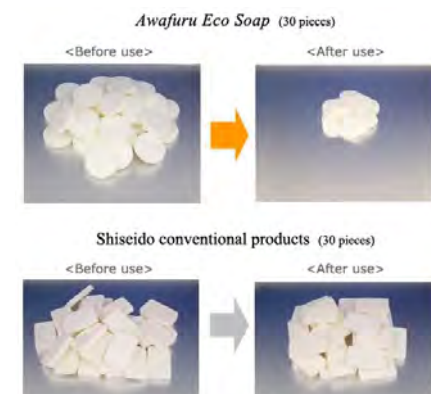 Awafuru Eco Soap (30 pieces)
<Before use> <After use>
Shiseido conventional products (30 pieces)
<Before use> <After use>